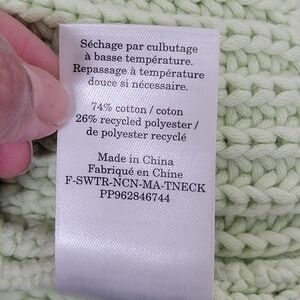 Séchage par culbutage
à basse température.
Repassage à température
douce si nécessaire.
74% cotton / coton
26% recycled polyester /
de polyester recyclé
Made in China
Fabriqué en Chine
F-SWTR-NCN-MA-TNECK
PP962846744